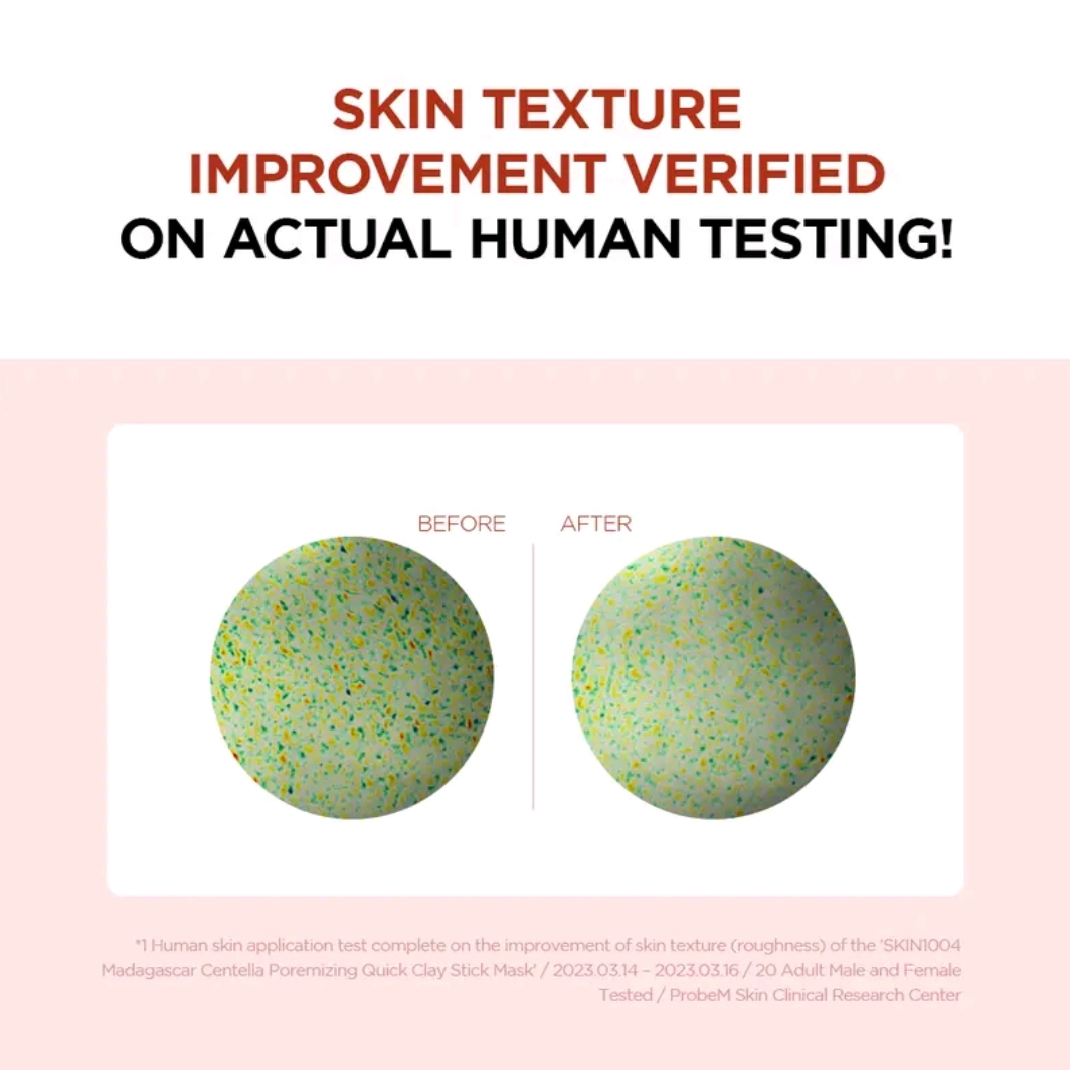 SKIN TEXTURE
IMPROVEMENT VERIFIED
ON ACTUAL HUMAN TESTING!
BEFORE
AFTER
*1 Human skin application test complete on the improvement of skin texture (roughness) of the 'SKIN1004
Madagascar Centella Poremizing Quick Clay Stick Mask' / 2023.03.14 – 2023.03.16 / 20 Adult Male and Female
Tested / ProbeM Skin Clinical Research Center